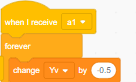 when I receive a1
forever
change Yv by -0.5